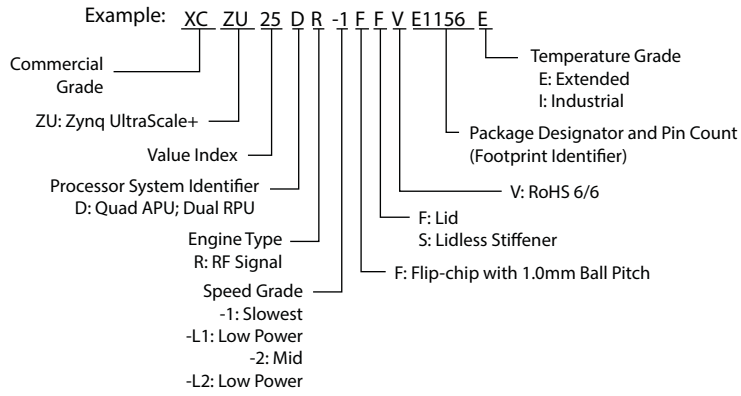 Example: XC ZU 25 D R -1 F F V E1156 E
Commercial
Grade
ZU: Zynq UltraScale+
Value Index
Processor System Identifier
D: Quad APU; Dual RPU
Engine Type
R: RF Signal
Speed Grade
-1: Slowest
-L1: Low Power
-2: Mid
-L2: Low Power
Temperature Grade
E: Extended
I: Industrial
Package Designator and Pin Count
(Footprint Identifier)
V: RoHS 6/6
F: Lid
S: Lidless Stiffener
F: Flip-chip with 1.0mm Ball Pitch